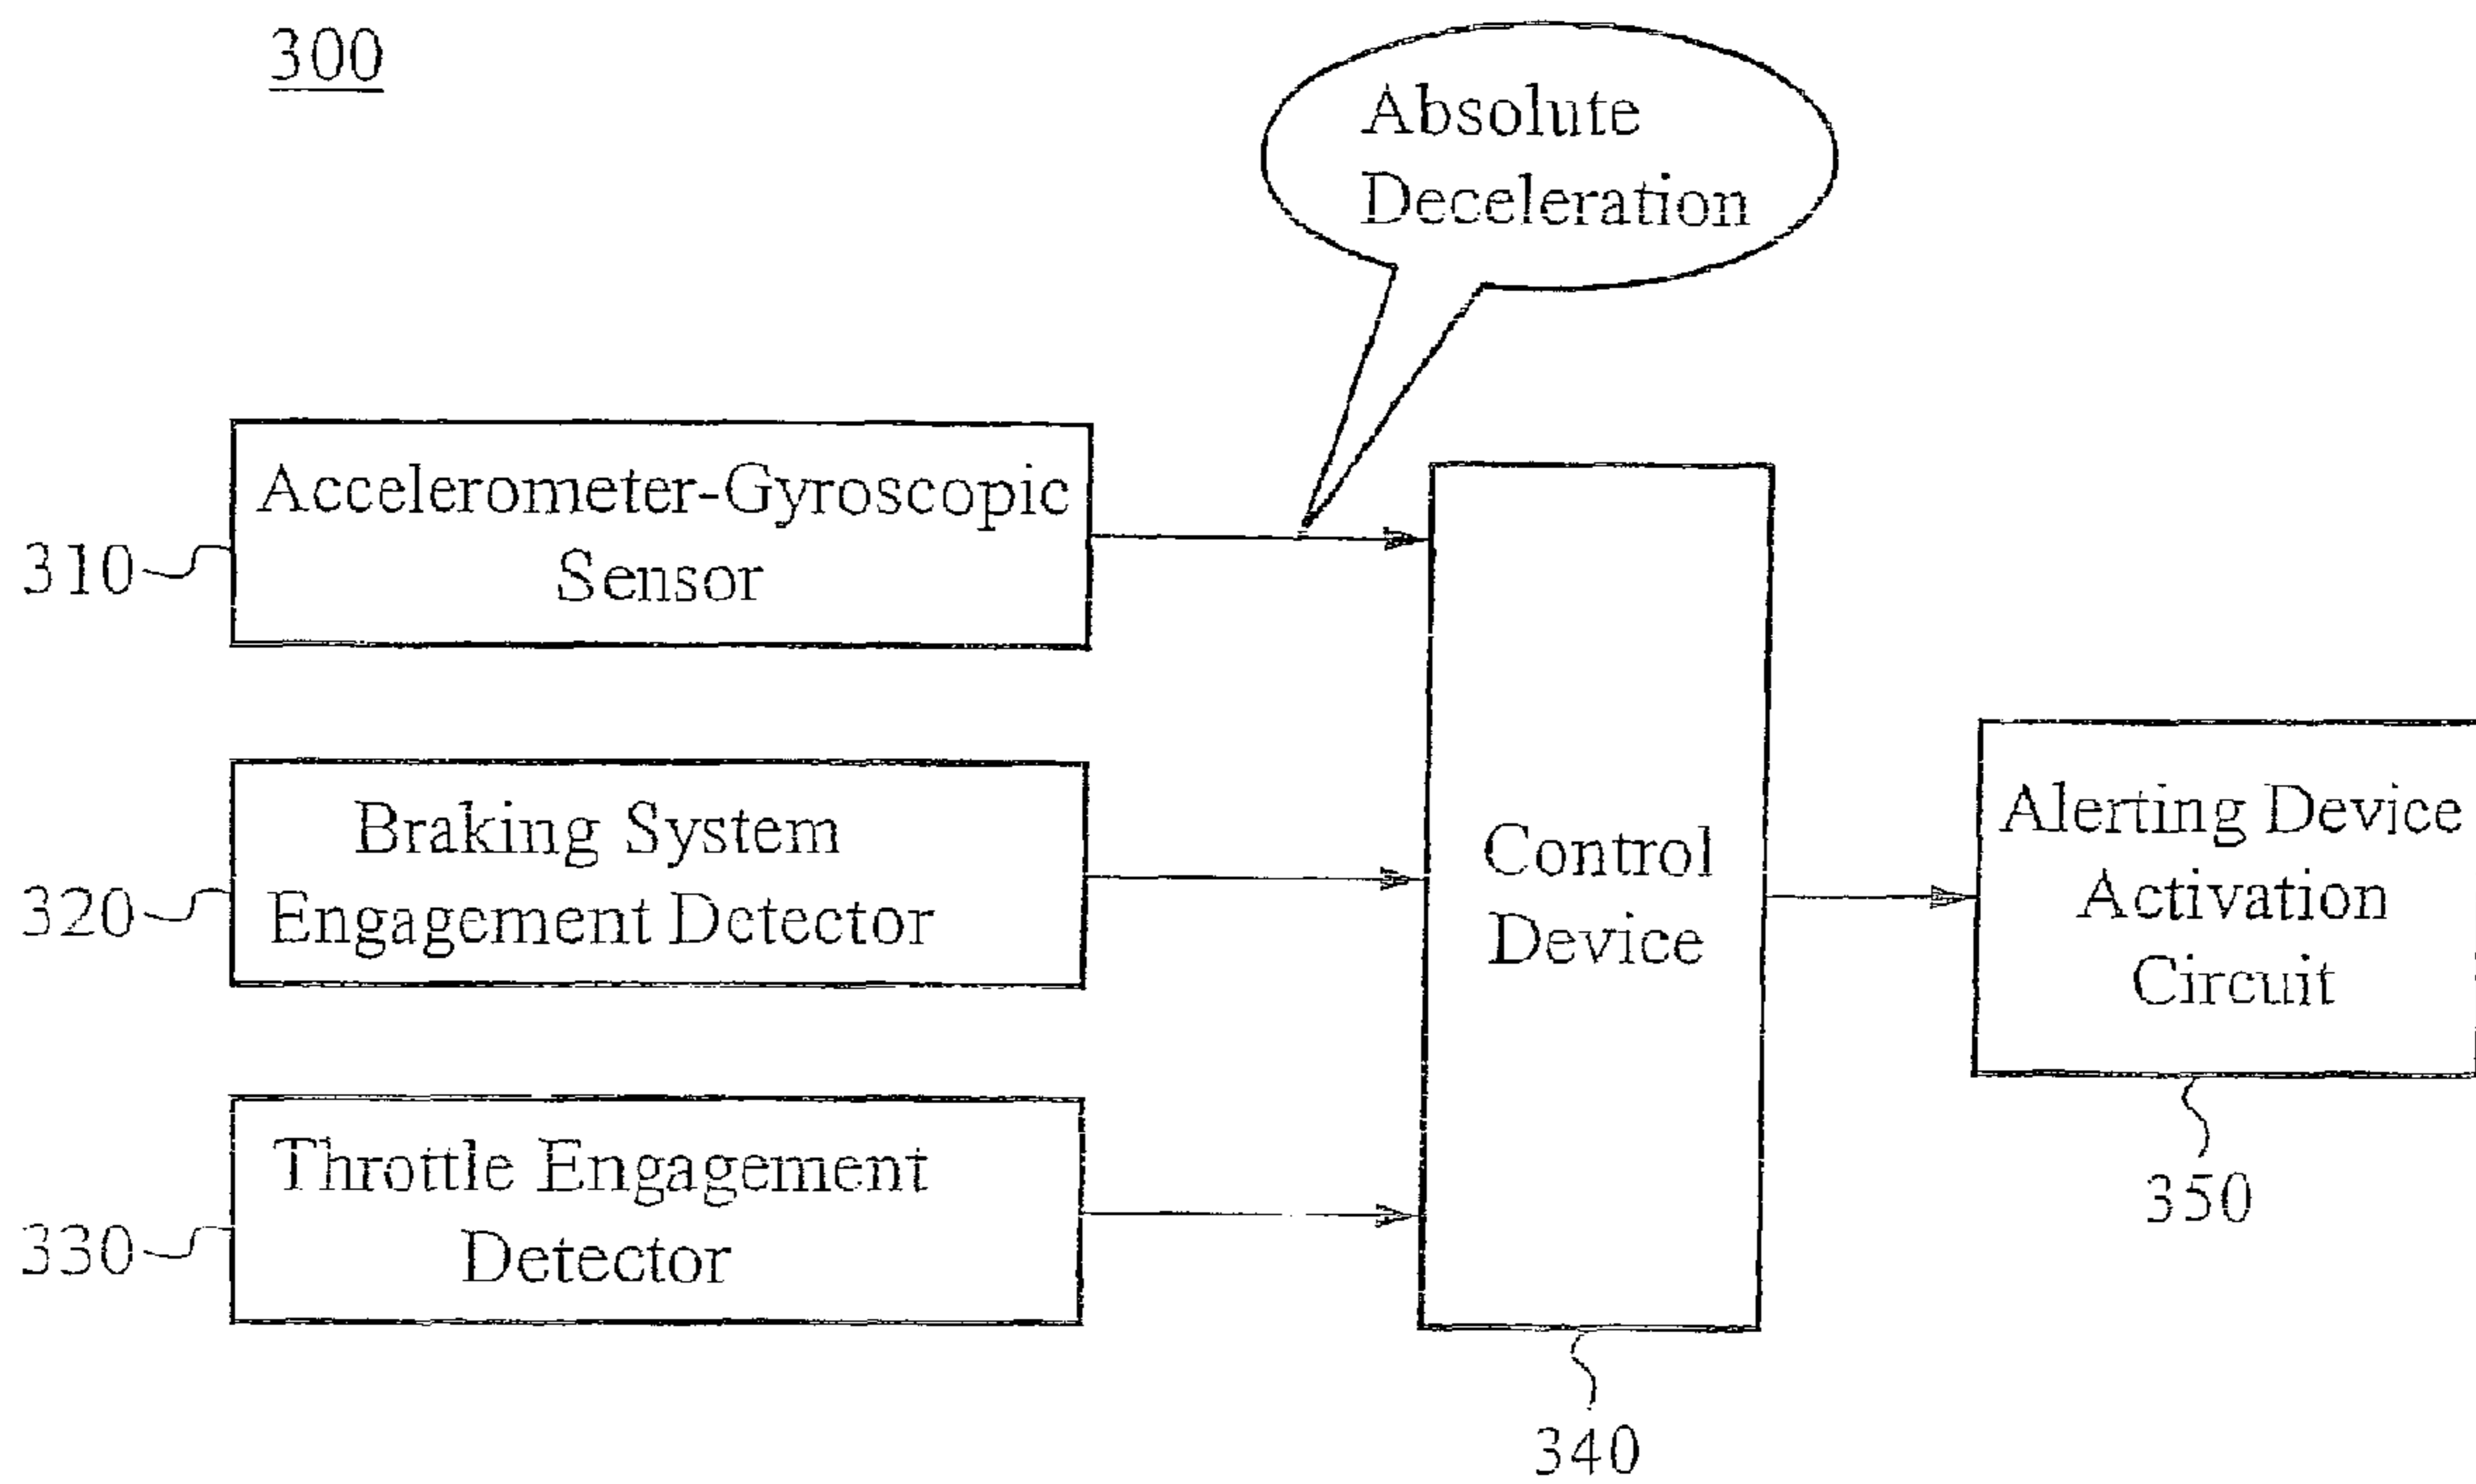 300
Absolute
Deceleration
Accelerometer-Gyroscopic
Sensor
310
Braking System
Engagement Detector
320
Throttle Engagement
Detector
330
Control
Device
340
Alerting Device
Activation
Circuit
350